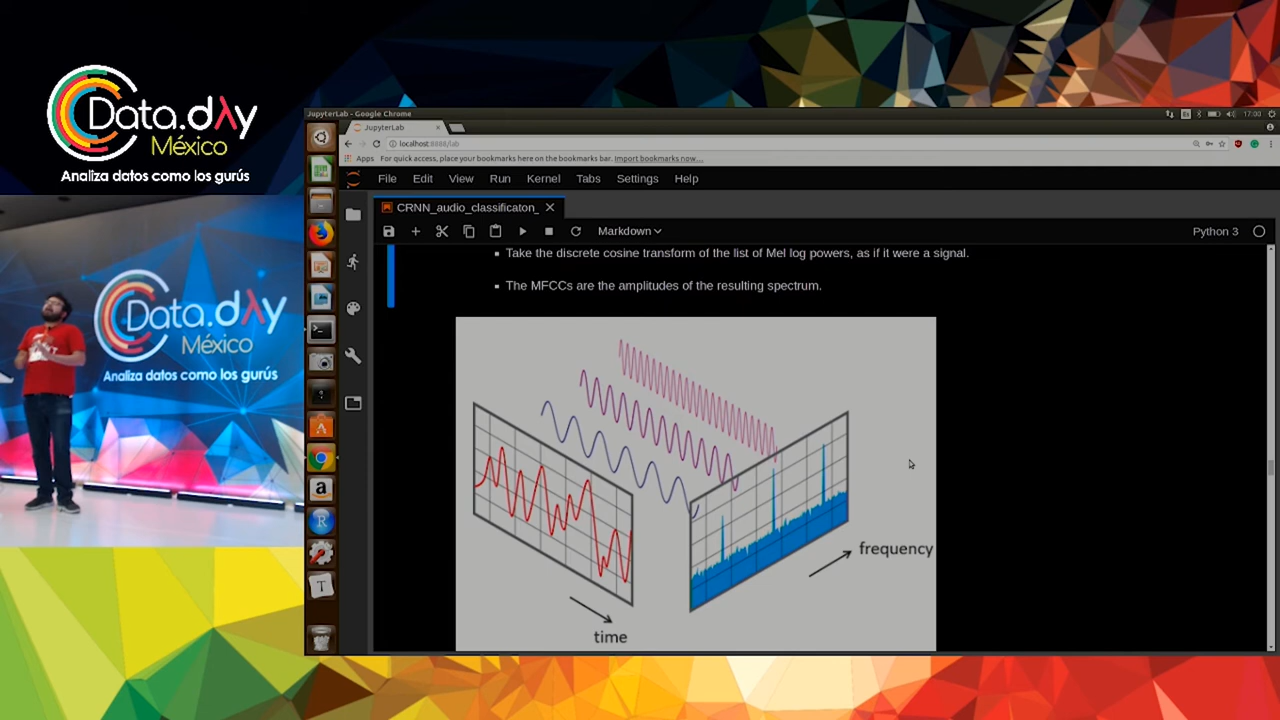 Data.dλy
México
Analiza datos como los gurús
Data.dλy
México
Analiza datos como los gurús
JupyterLab - Google Chrome
17:00
JupyterLab
localhost:8888/lab
Apps For quick access, place your bookmarks here on the bookmarks bar. Import bookmarks now...
File Edit View Run Kernel Tabs Settings Help
CRNN_audio_classificaton_
Markdown
Python 3
Take the discrete cosine transform of the list of Mel log powers, as if it were a signal.
The MFCCs are the amplitudes of the resulting spectrum.
frequency
time